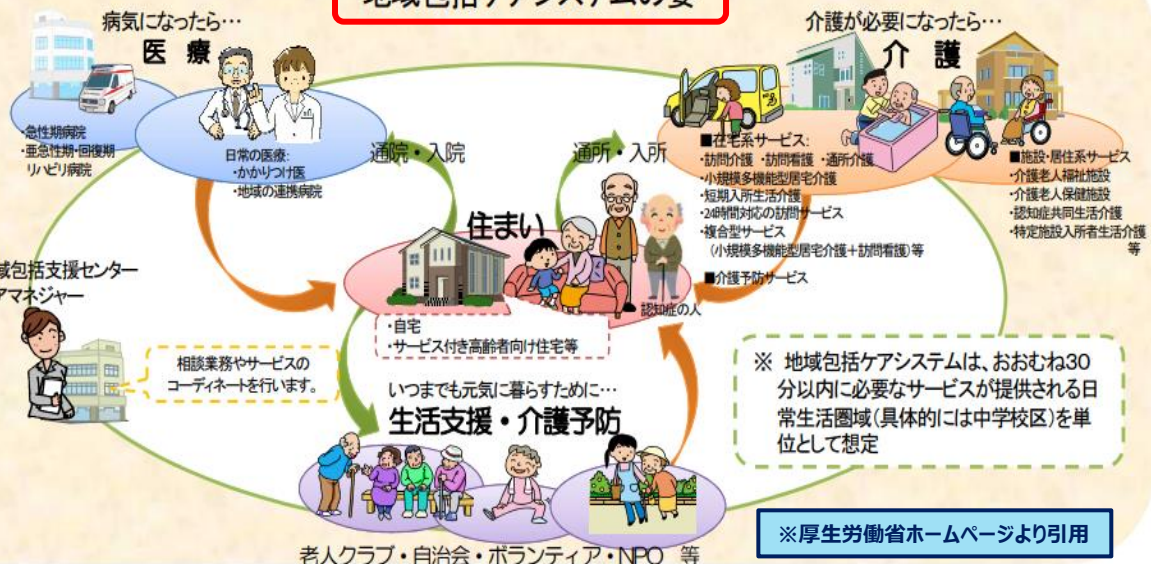 地域包括ケアシステムの姿
病気になったら…
医 療
・急性期病院
・亜急性期・回復期
リハビリ病院
日常の医療:
・かかりつけ医
・地域の連携病院
通院・入院
通所・入所
介護が必要になったら…
介 護
■在宅系サービス:
・訪問介護 ・訪問看護 ・通所介護
・小規模多機能型居宅介護
・短期入所生活介護
・24時間対応の訪問サービス
・複合型サービス
(小規模多機能型居宅介護+訪問看護)等
■介護予防サービス
■施設・居住系サービス
・介護老人福祉施設
・介護老人保健施設
・認知症共同生活介護
・特定施設入所者生活介護
等
住まい
認知症の人
・自宅
・サービス付き高齢者向け住宅等
域包括支援センター
アマネジャー
相談業務やサービスの
コーディネートを行います。
いつまでも元気に暮らすために…
生活支援・介護予防
老人クラブ・自治会・ボランティア・NPO 等
※ 地域包括ケアシステムは、おおむね30
分以内に必要なサービスが提供される日
常生活圏域(具体的には中学校区)を単
位として想定
※厚生労働省ホームページより引用